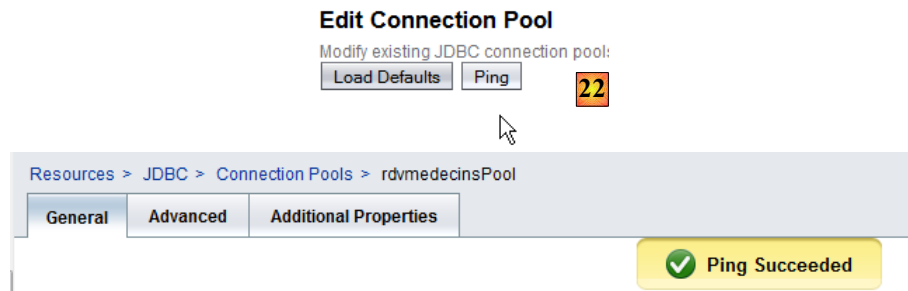 Edit Connection Pool
Modify existing JDBC connection pools
Load Defaults Ping
22
Resources > JDBC > Connection Pools > rdvmedecinsPool
General Advanced Additional Properties
Ping Succeeded